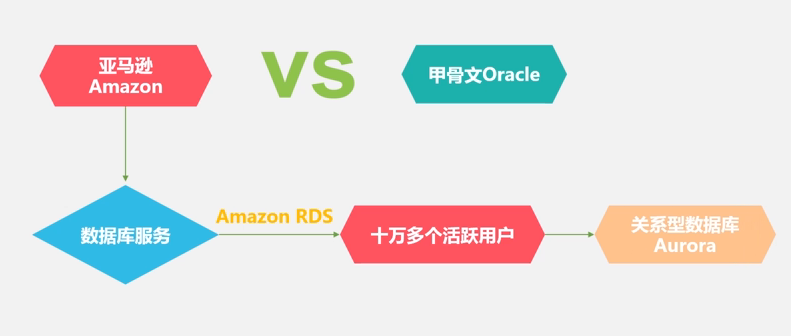 亚马逊
Amazon
VS
甲骨文Oracle
数据库服务
Amazon RDS
十万多个活跃用户
关系型数据库
Aurora